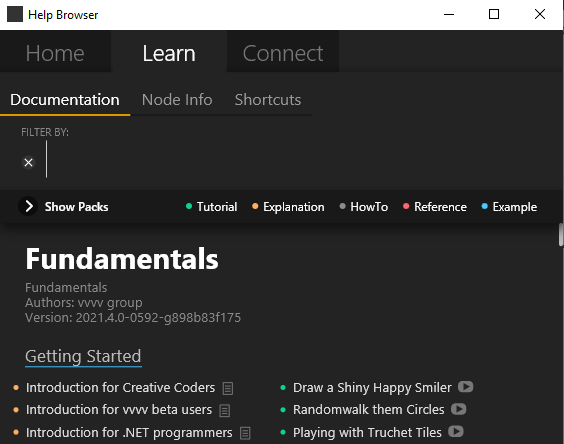 Help Browser
Home Learn Connect
Documentation Node Info Shortcuts
FILTER BY:
Show Packs Tutorial Explanation HowTo Reference Example
Fundamentals
Fundamentals
Authors: vvvv group
Version: 2021.4.0-0592-g898b83f175
Getting Started
Introduction for Creative Coders Draw a Shiny Happy Smiler
Introduction for vvvv beta users Randomwalk them Circles
Introduction for .NET programmers Playing with Truchet Tiles